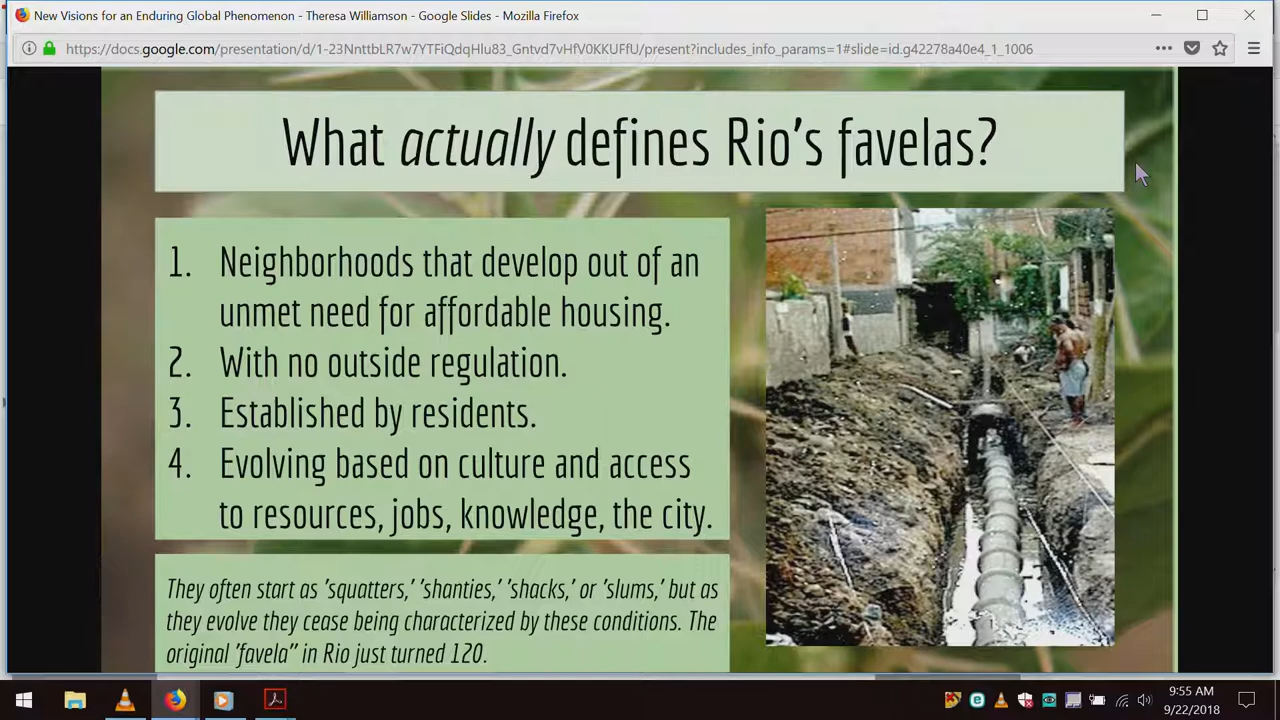 New Visions for an Enduring Global Phenomenon - Theresa Williamson - Google Slides - Mozilla Firefox
https://docs.google.com/presentation/d/1-23NnttbLR7w7YTFiQdqHlu83_Gntvd7vHfV0KKUFfU/present?includes_info_params=1#slide=id.g42278a40e4_1_1006
What actually defines Rio's favelas?
1. Neighborhoods that develop out of an
unmet need for affordable housing.
2. With no outside regulation.
3. Established by residents.
4. Evolving based on culture and access
to resources, jobs, knowledge, the city.
They often start as 'squatters,' 'shanties,' 'shacks,' or 'slums,' but as
they evolve they cease being characterized by these conditions. The
original 'favela" in Rio just turned 120.
9:55 AM
9/22/2018